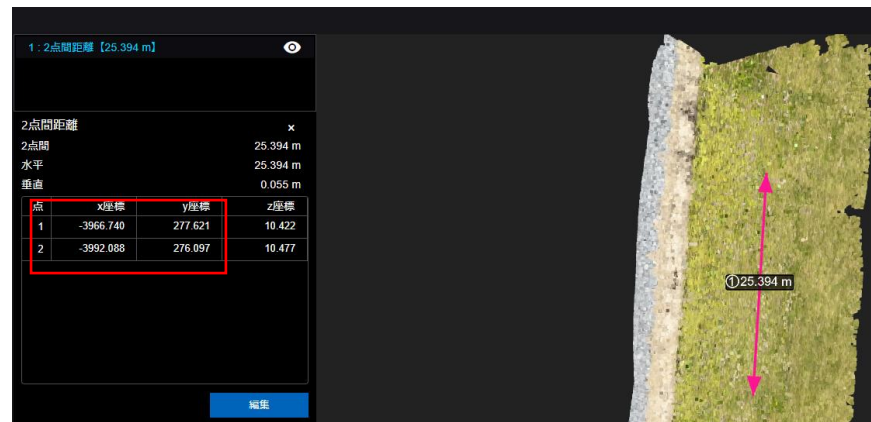 1 : 2点間距離【25.394 m】
2点間距離 ×
2点間 25.394 m
水平 25.394 m
垂直 0.055 m
点 x座標 y座標 z座標
1 -3966.740 277.621 10.422
2 -3992.088 276.097 10.477
編集
①25.394 m